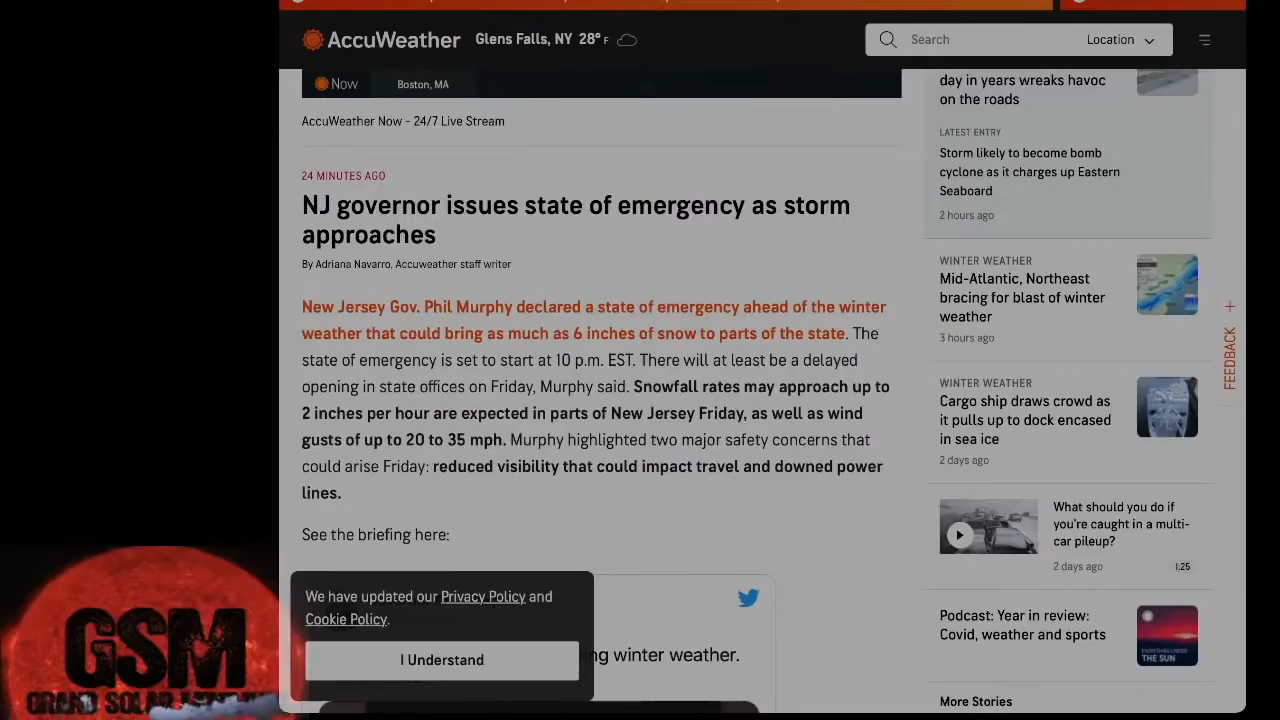 AccuWeather
Glens Falls, NY 28° F
Search
Location
Now
Boston, MA
AccuWeather Now - 24/7 Live Stream
24 MINUTES AGO
NJ governor issues state of emergency as storm
approaches
By Adriana Navarro, Accuweather staff writer
New Jersey Gov. Phil Murphy declared a state of emergency ahead of the winter
weather that could bring as much as 6 inches of snow to parts of the state. The
state of emergency is set to start at 10 p.m. EST. There will at least be a delayed
opening in state offices on Friday, Murphy said. Snowfall rates may approach up to
2 inches per hour are expected in parts of New Jersey Friday, as well as wind
gusts of up to 20 to 35 mph. Murphy highlighted two major safety concerns that
could arise Friday: reduced visibility that could impact travel and downed power
lines.
See the briefing here:
We have updated our Privacy Policy and
Cookie Policy.
I Understand
ng winter weather.
day in years wreaks havoc
on the roads
LATEST ENTRY
Storm likely to become bomb
cyclone as it charges up Eastern
Seaboard
2 hours ago
WINTER WEATHER
Mid-Atlantic, Northeast
bracing for blast of winter
weather
3 hours ago
WINTER WEATHER
Cargo ship draws crowd as
it pulls up to dock encased
in sea ice
2 days ago
What should you do if
you're caught in a multi-
car pileup?
2 days ago
1:25
Podcast: Year in review:
Covid, weather and sports
EVERYTHING UNDER
THE SUN
More Stories
FEEDBACK +
GSM
GRAND SOLAR